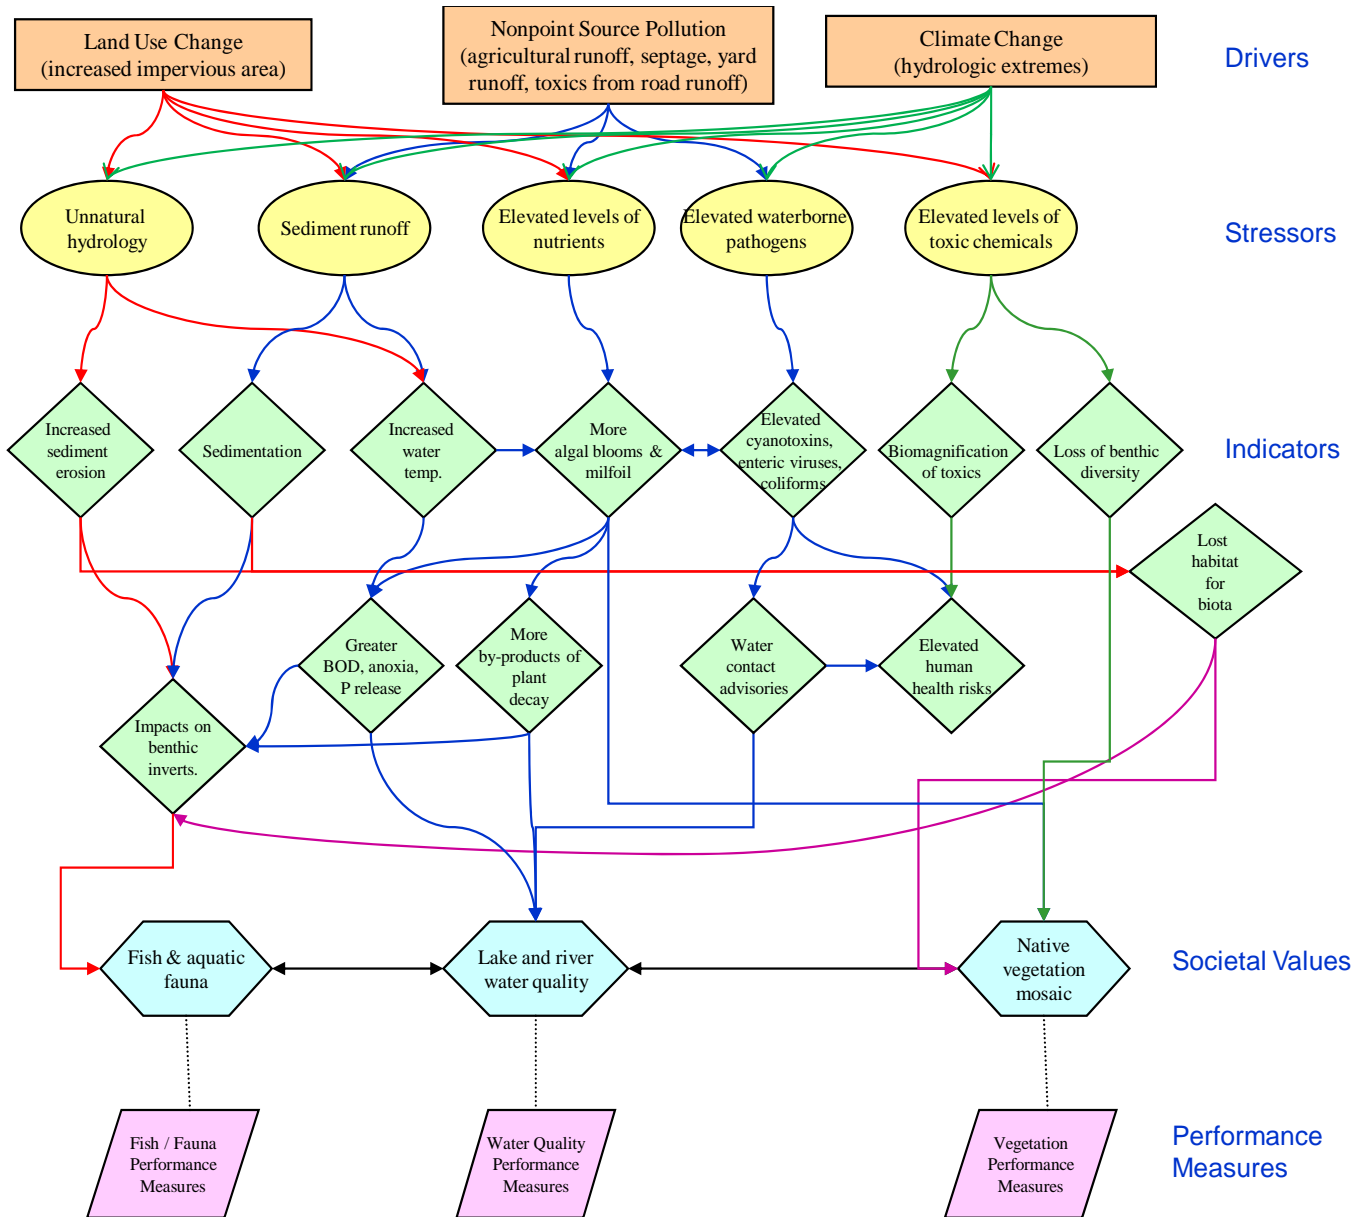 Land Use Change
(increased impervious area)
Nonpoint Source Pollution
(agricultural runoff, septage, yard
runoff, toxics from road runoff)
Climate Change
(hydrologic extremes)
Drivers
Unnatural
hydrology
Sediment runoff
Elevated levels of
nutrients
Elevated waterborne
pathogens
Elevated levels of
toxic chemicals
Stressors
Increased
sediment
erosion
Sedimentation
Increased
water
temp.
More
algal blooms &
milfoil
Elevated
cyanotoxins,
enteric viruses,
coliforms
Biomagnification
of toxics
Loss of benthic
diversity
Indicators
Lost
habitat
for
biota
Greater
BOD, anoxia,
P release
More
by-products of
plant
decay
Water
contact
advisories
Elevated
human
health risks
Impacts on
benthic
inverts.
Fish & aquatic
fauna
Lake and river
water quality
Native
vegetation
mosaic
Societal Values
Fish / Fauna
Performance
Measures
Water Quality
Performance
Measures
Vegetation
Performance
Measures
Performance
Measures